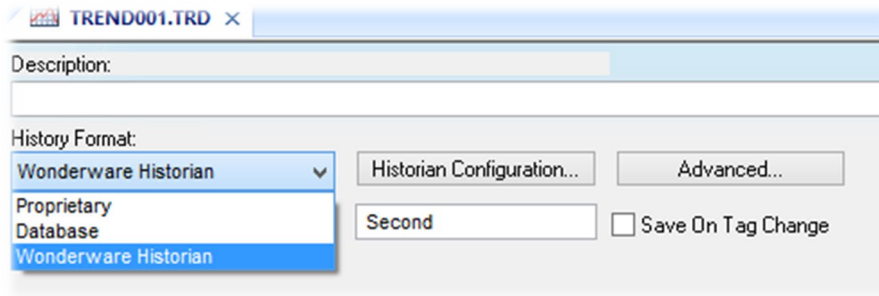 TREND001.TRD ×
Description:
History Format:
Wonderware Historian
Historian Configuration...
Advanced...
Proprietary
Database
Wonderware Historian
Second
Save On Tag Change